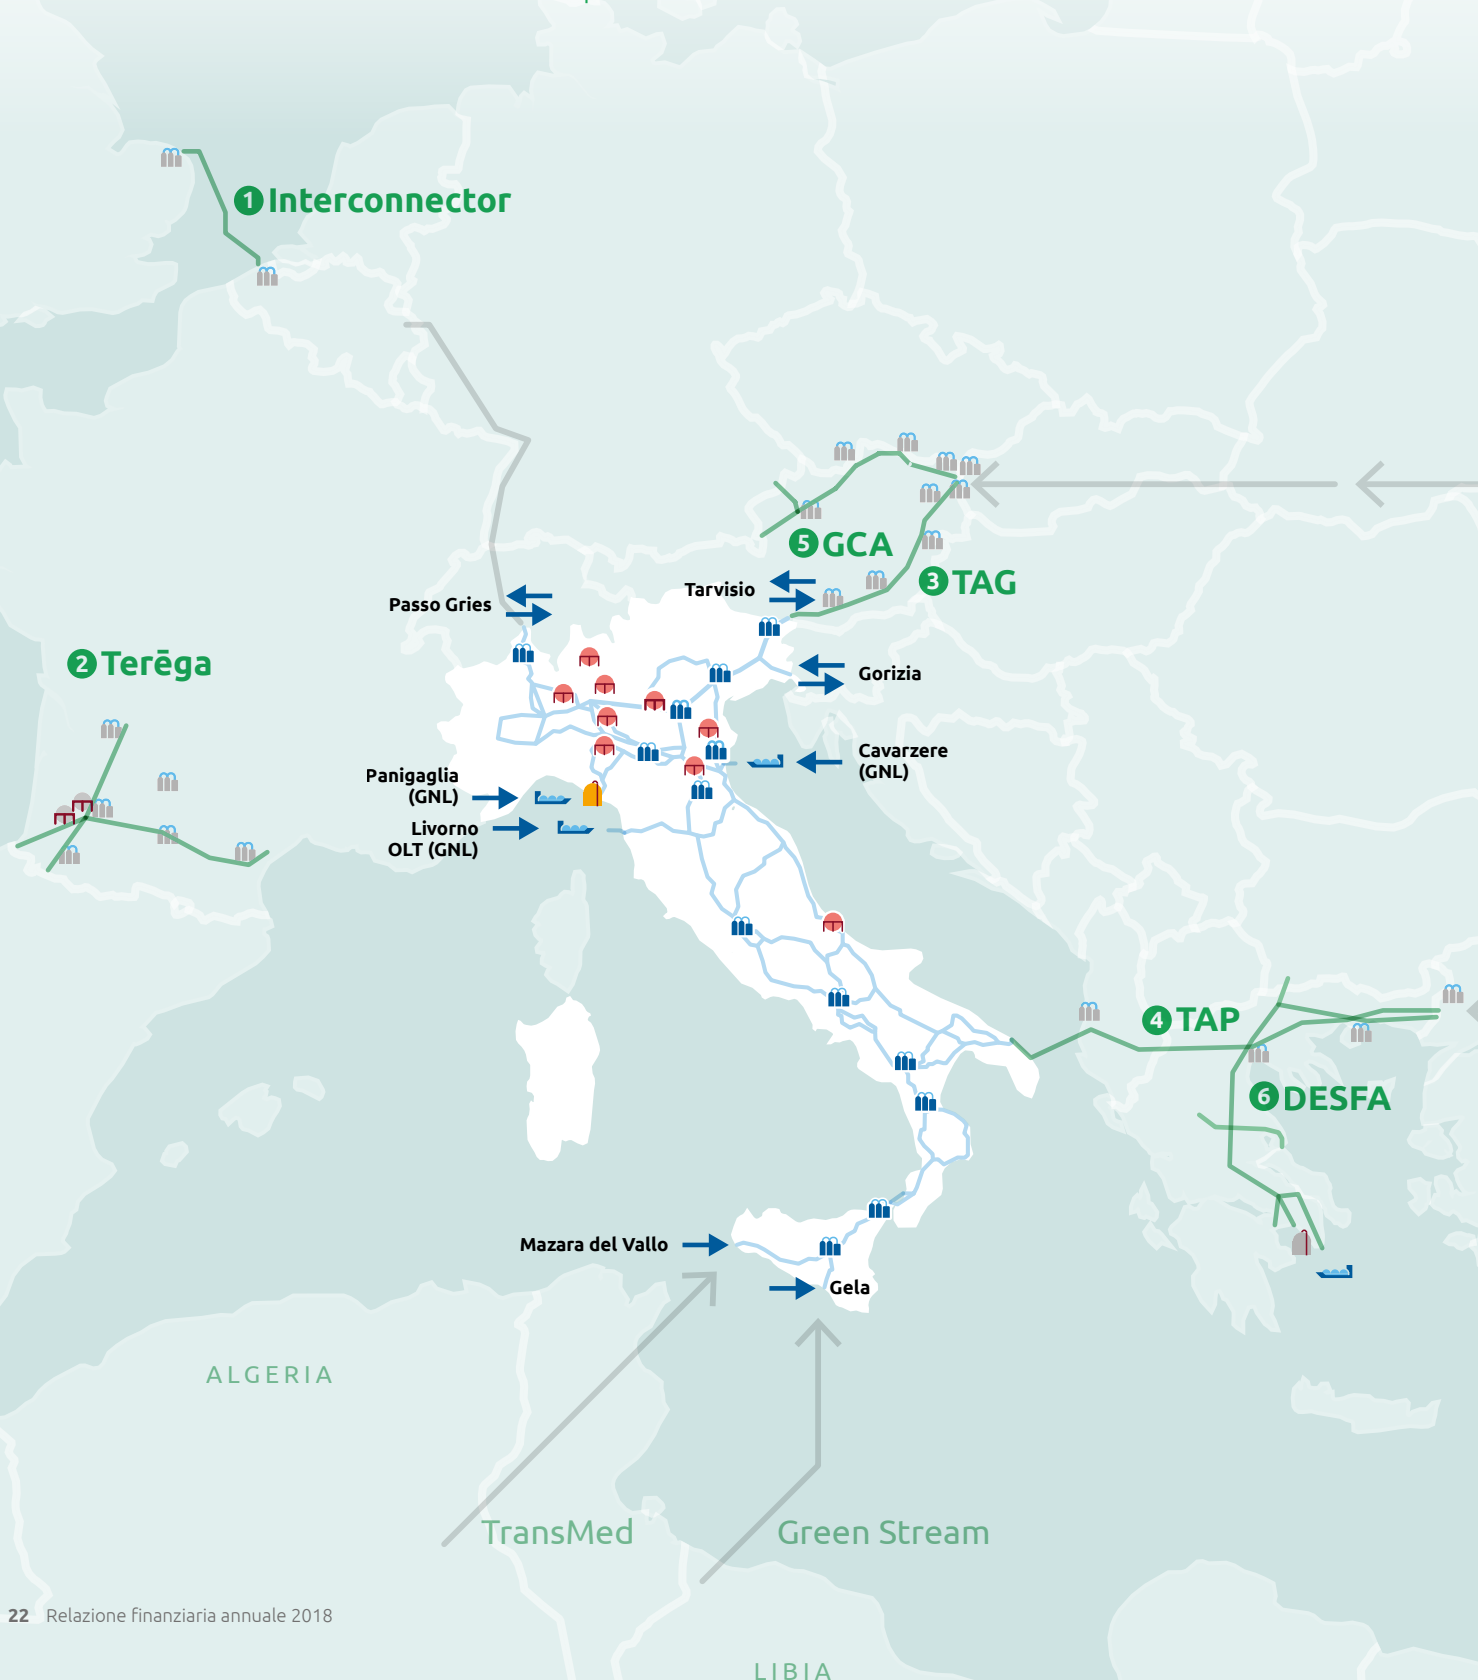 1 Interconnector
5 GCA
3 TAG
Tarvisio
Passo Gries
2 Terēga
Gorizia
Cavarzere
(GNL)
Panigaglia
(GNL)
Livorno
OLT (GNL)
4 TAP
6 DESFA
Mazara del Vallo
Gela
ALGERIA
TransMed
Green Stream
22 Relazione finanziaria annuale 2018
LIBIA